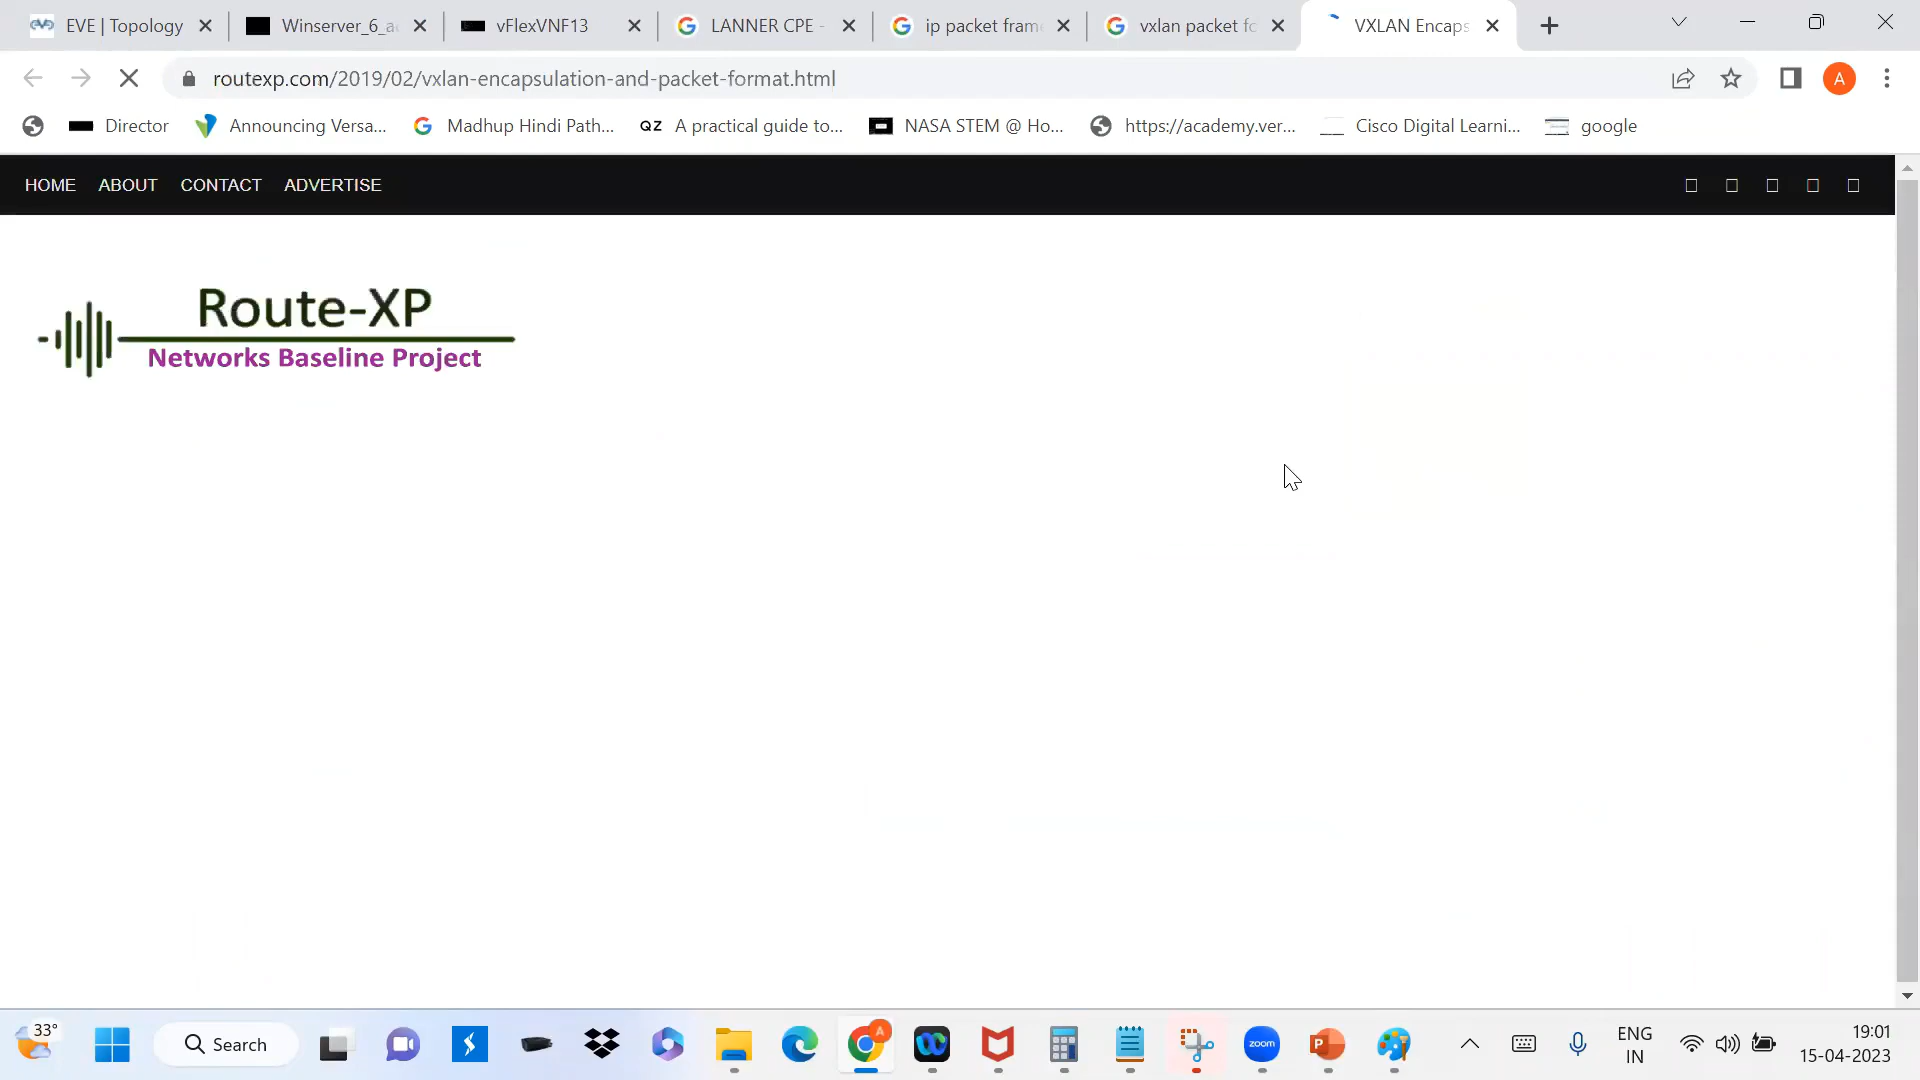 EVE | Topology
Winserver_6_a
vFlexVNF13
LANNER CPE -
ip packet fram
vxlan packet fo
VXLAN Encaps
routexp.com/2019/02/vxlan-encapsulation-and-packet-format.html
A
Director
Announcing Versa...
Madhup Hindi Path...
QZ
A practical guide to...
NASA STEM @ Ho...
https://academy.ver...
Cisco Digital Learni...
google
HOME ABOUT CONTACT ADVERTISE
Route-XP
Networks Baseline Project
33°
Search
A
zoom
P
ENG
IN
19:01
15-04-2023